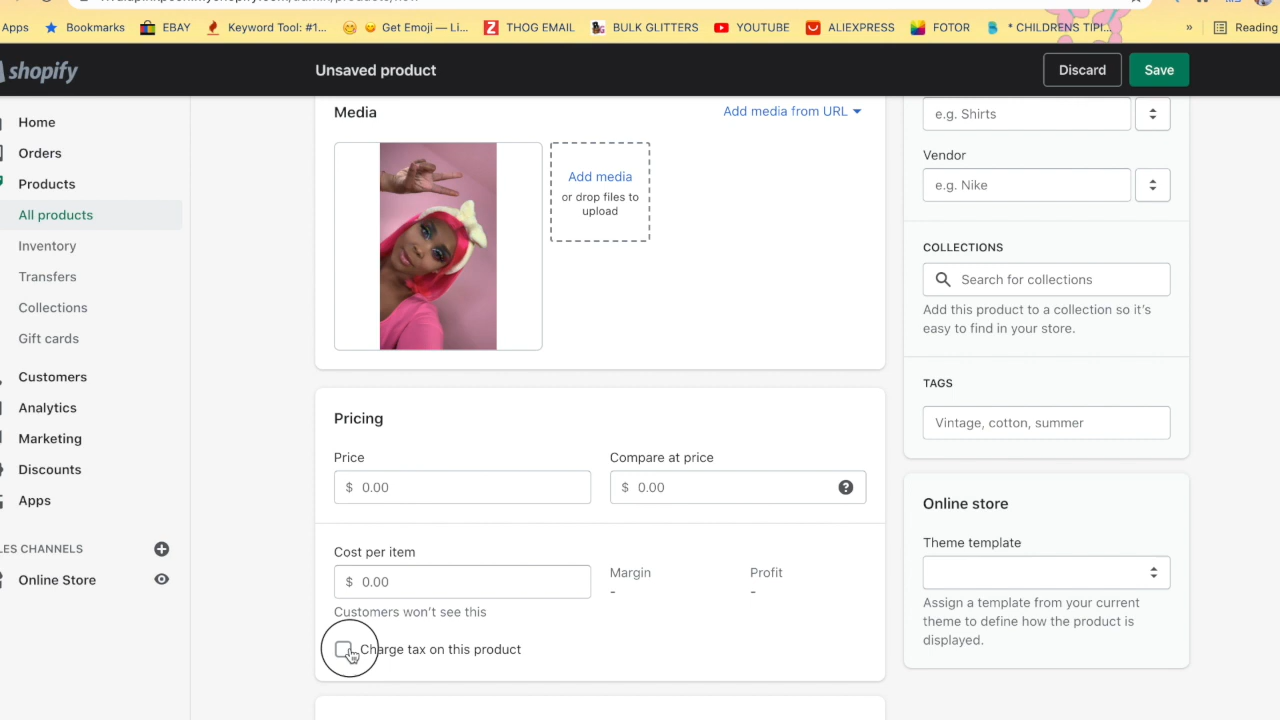 Apps Bookmarks EBAY Keyword Tool: #1... Get Emoji — Li... THOG EMAIL BULK GLITTERS YOUTUBE ALIEXPRESS FOTOR * CHILDRENS TIPI... » Reading
shopify
Unsaved product
Discard
Save
Home
Orders
Products
All products
Inventory
Transfers
Collections
Gift cards
Customers
Analytics
Marketing
Discounts
Apps
LES CHANNELS
Online Store
Media
Add media from URL
Add media
or drop files to
upload
Pricing
Price
Compare at price
$ 0.00
$ 0.00
Cost per item
$ 0.00
Margin
-
Profit
-
Customers won't see this
Charge tax on this product
e.g. Shirts
Vendor
e.g. Nike
COLLECTIONS
Search for collections
Add this product to a collection so it's
easy to find in your store.
TAGS
Vintage, cotton, summer
Online store
Theme template
Assign a template from your current
theme to define how the product is
displayed.